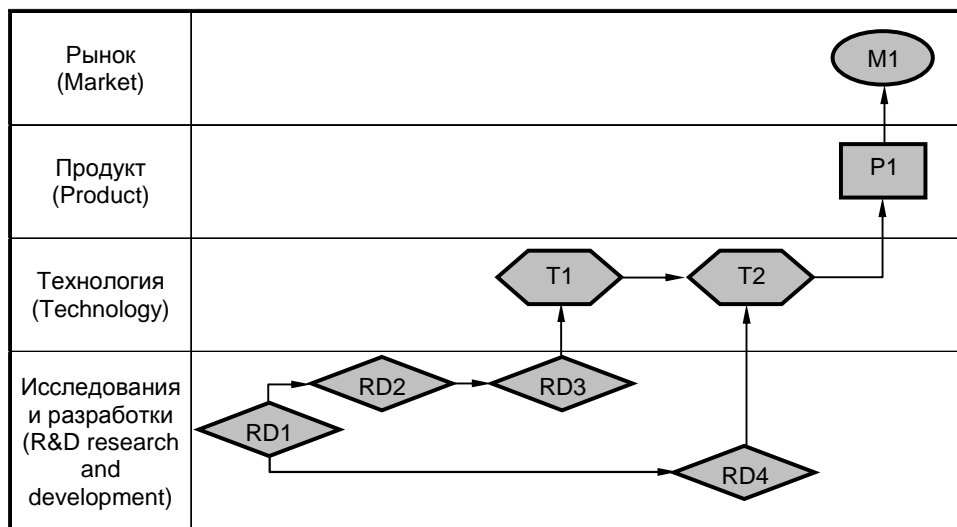 Рынок
(Market)
M1
Продукт
(Product)
P1
Технология
(Technology)
T1
T2
Исследования
и разработки
(R&D research
and
development)
RD1
RD2
RD3
RD4